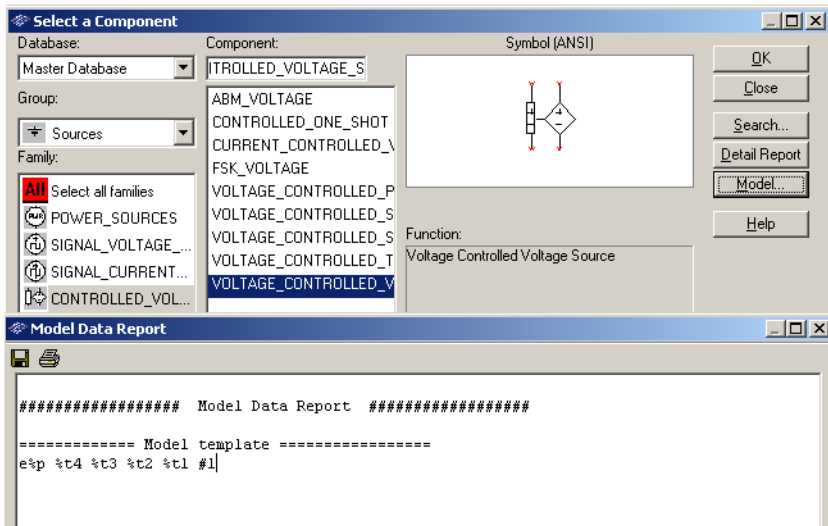 Select a Component
Database:
Master Database
Group:
Sources
Family:
All Select all families
POWER_SOURCES
SIGNAL_VOLTAGE_...
SIGNAL_CURRENT...
CONTROLLED_VOL...
Component:
ITROLLED_VOLTAGE_S
ABM_VOLTAGE
CONTROLLED_ONE_SHOT
CURRENT_CONTROLLED_V
FSK_VOLTAGE
VOLTAGE_CONTROLLED_P
VOLTAGE_CONTROLLED_S
VOLTAGE_CONTROLLED_S
VOLTAGE_CONTROLLED_T
VOLTAGE_CONTROLLED_V
Symbol (ANSI)
Function:
Voltage Controlled Voltage Source
OK
Close
Search...
Detail Report
Model...
Help
Model Data Report
################## Model Data Report ##################
============= Model template =================
e%p %t4 %t3 %t2 %t1 #1